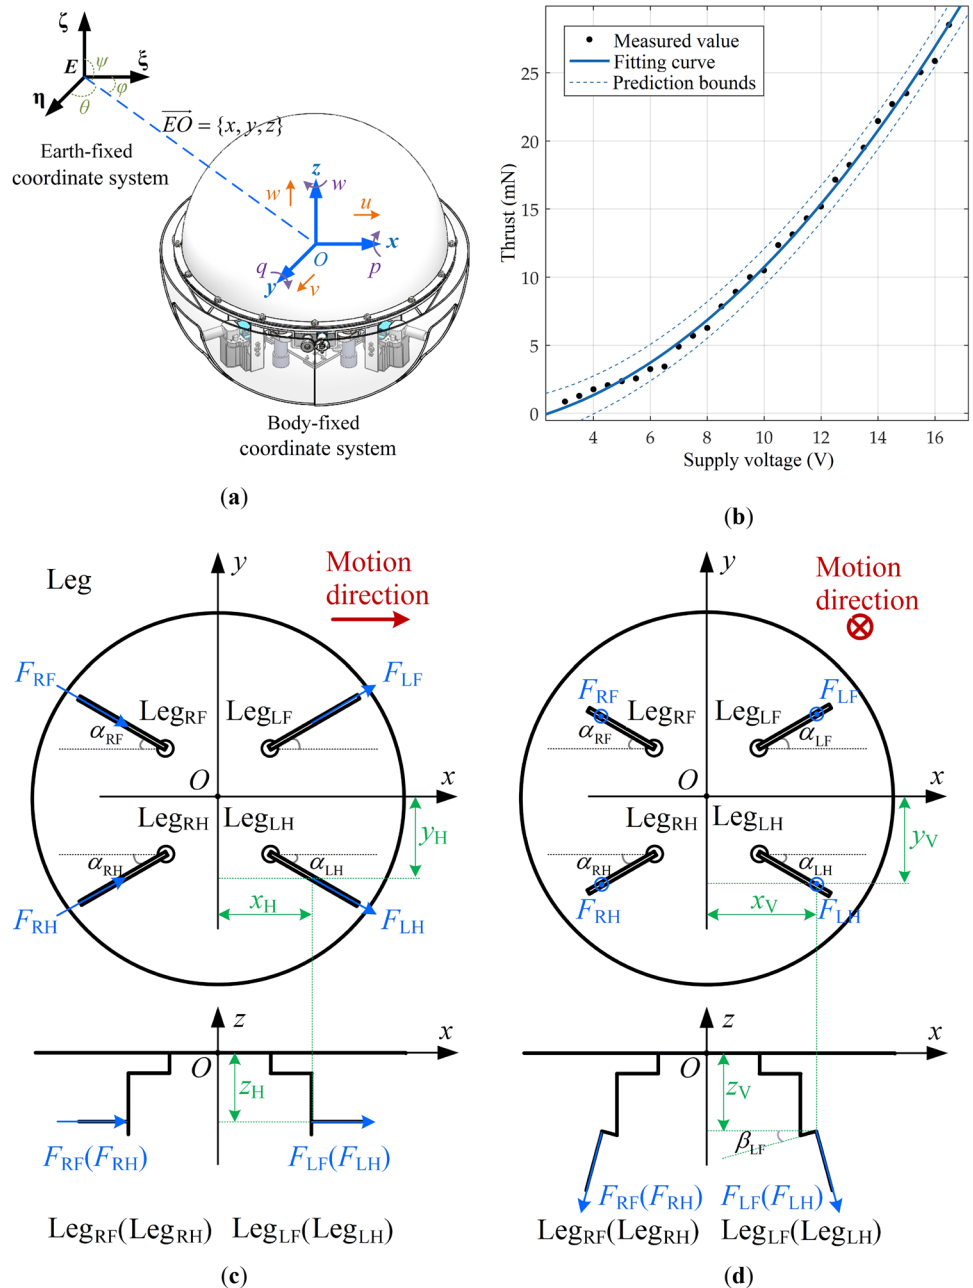 ζ
E ψ ξ
φ
η θ
EO = {x, y, z}
Earth-fixed
coordinate system
z
w w
u
O x
q p
y v
Body-fixed
coordinate system
(a)
Measured value
Fitting curve
Prediction bounds
Thrust (mN)
25
20
15
10
5
0
4 6 8 10 12 14 16
Supply voltage (V)
(b)
Leg
y
Motion
direction
F_RF F_LF
Leg_RF Leg_LF
α_RF
O x
Leg_RH Leg_LH
y_H
α_RH α_LH
x_H
F_RH F_LH
z
x
O
z_H
F_RF(F_RH) F_LF(F_LH)
Leg_RF(Leg_RH) Leg_LF(Leg_LH)
(c)
y
Motion
direction
F_RF F_LF
Leg_RF Leg_LF
α_RF α_LF
O x
Leg_RH Leg_LH
y_V
α_RH α_LH
x_V
F_RH F_LH
z
x
O
z_V
β_LF
F_RF(F_RH) F_LF(F_LH)
Leg_RF(Leg_RH) Leg_LF(Leg_LH)
(d)